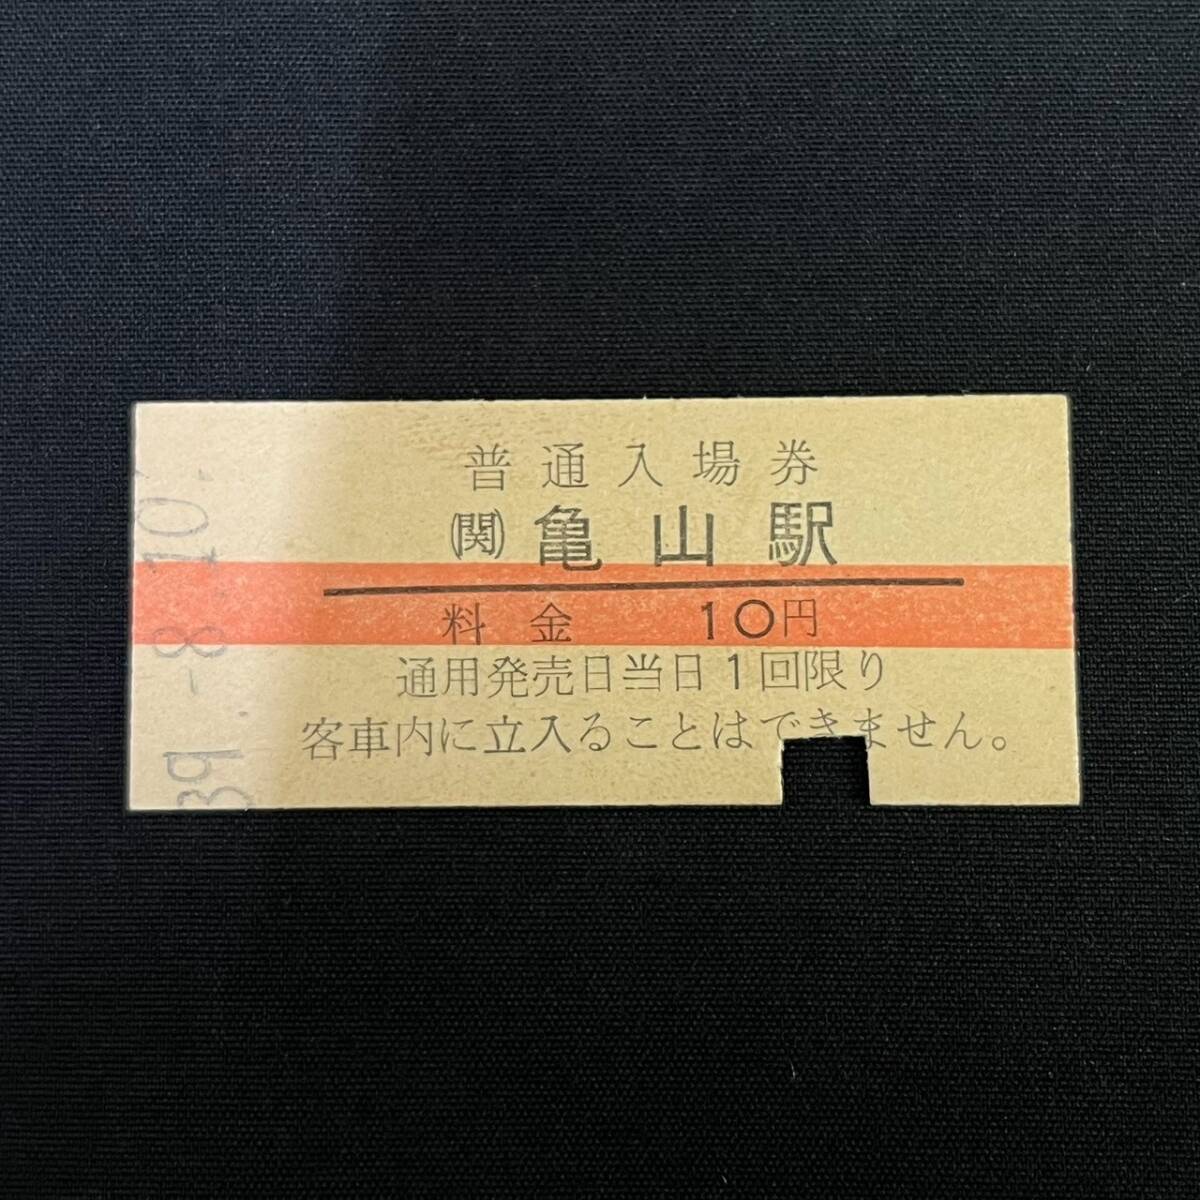 普通入場券
㈲関 亀山駅
料金 10円
通用発売日当日1回限り
客車内に立入ることはできません。
39.-8.10.